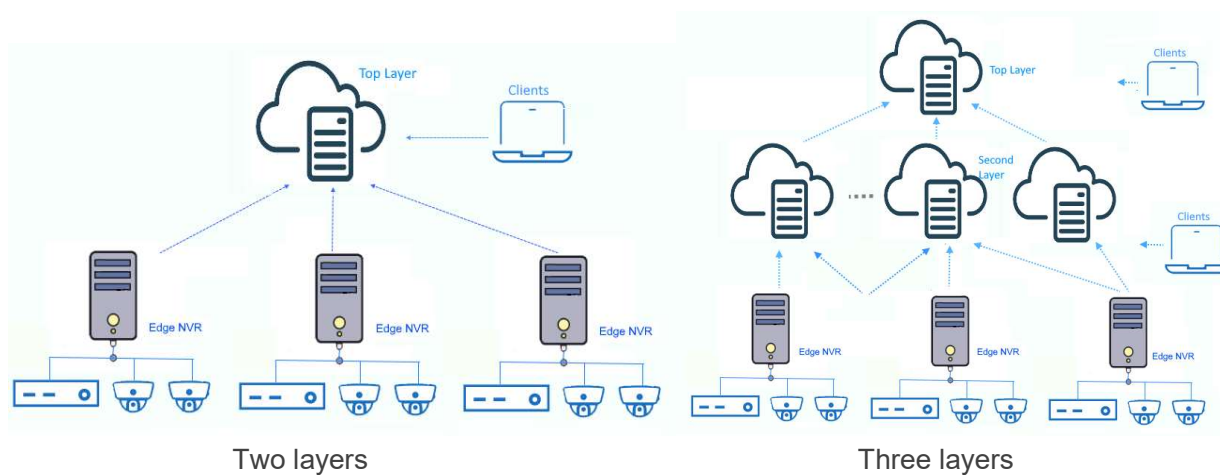 Top Layer
Clients
Edge NVR
Edge NVR
Edge NVR
Two layers
Clients
Top Layer
Second
Layer
Clients
Edge NVR
Edge NVR
Edge NVR
Three layers